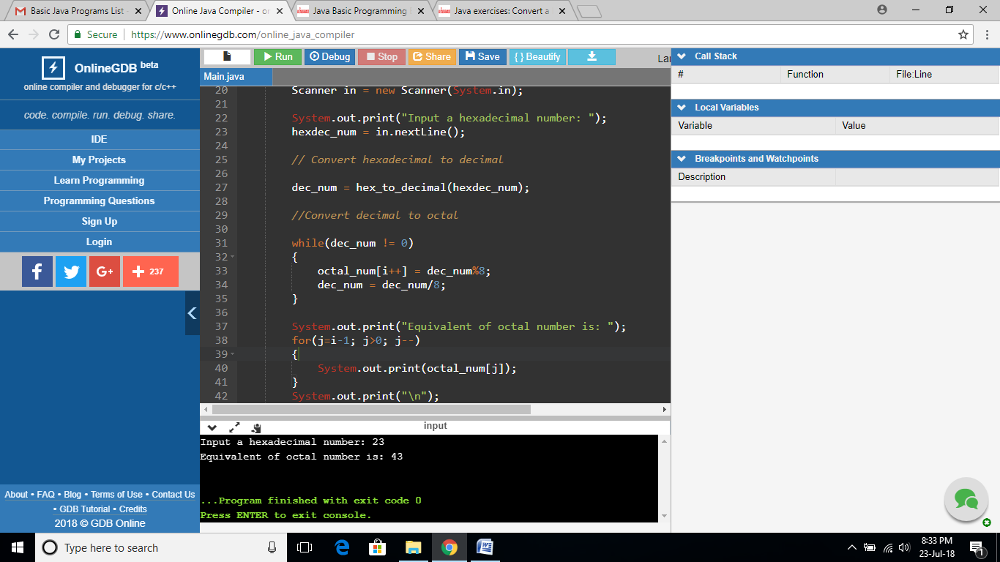 Basic Java Programs List -
Online Java Compiler - on
Java Basic Programming E
Java exercises: Convert a
Secure
https://www.onlinegdb.com/online_java_compiler
OnlineGDB beta
online compiler and debugger for c/c++
code. compile. run. debug. share.
IDE
My Projects
Learn Programming
Programming Questions
Sign Up
Login
f
G+
237
About • FAQ • Blog • Terms of Use • Contact Us
• GDB Tutorial • Credits
2018 © GDB Online
Run
Debug
Stop
Share
Save
{ } Beautify
Lar
Main.java
20 Scanner in = new Scanner(System.in);
21
22 System.out.print("Input a hexadecimal number: ");
23 hexdec_num = in.nextLine();
24
25 // Convert hexadecimal to decimal
26
27 dec_num = hex_to_decimal(hexdec_num);
28
29 //Convert decimal to octal
30
31 while(dec_num != 0)
32 {
33 octal_num[i++] = dec_num%8;
34 dec_num = dec_num/8;
35 }
36
37 System.out.print("Equivalent of octal number is: ");
38 for(j=i-1; j>0; j--)
39 {
40 System.out.print(octal_num[j]);
41 }
42 System.out.print("\n");
input
Input a hexadecimal number: 23
Equivalent of octal number is: 43
...Program finished with exit code 0
Press ENTER to exit console.
Call Stack
# Function File:Line
Local Variables
Variable Value
Breakpoints and Watchpoints
Description
Type here to search
8:33 PM
23-Jul-18
1